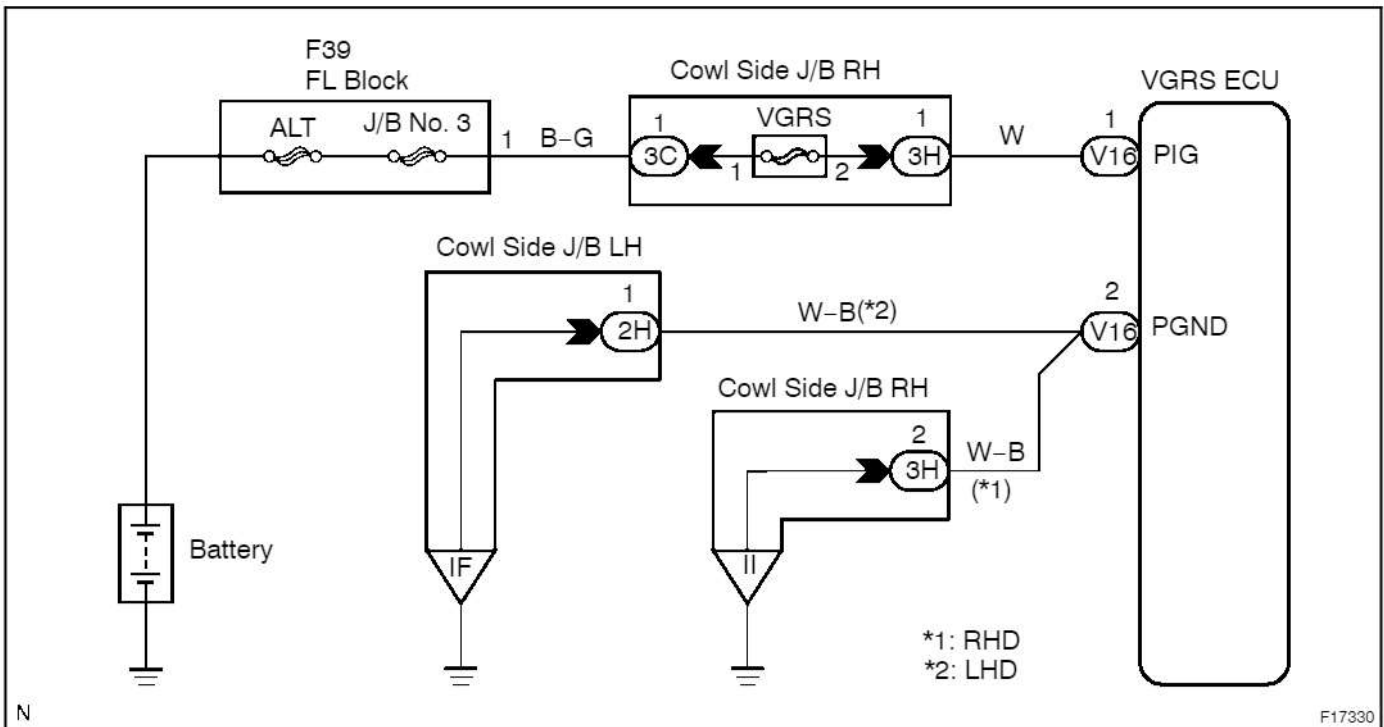 F39
FL Block
Cowl Side J/B RH
VGRS ECU
ALT
J/B No. 3
1
B–G
1
3C
1
VGRS
2
1
3H
W
1
V16
PIG
Cowl Side J/B LH
1
2H
W–B(*2)
2
V16
PGND
Cowl Side J/B RH
2
3H
W–B
(*1)
Battery
IF
II
*1: RHD
*2: LHD
N
F17330